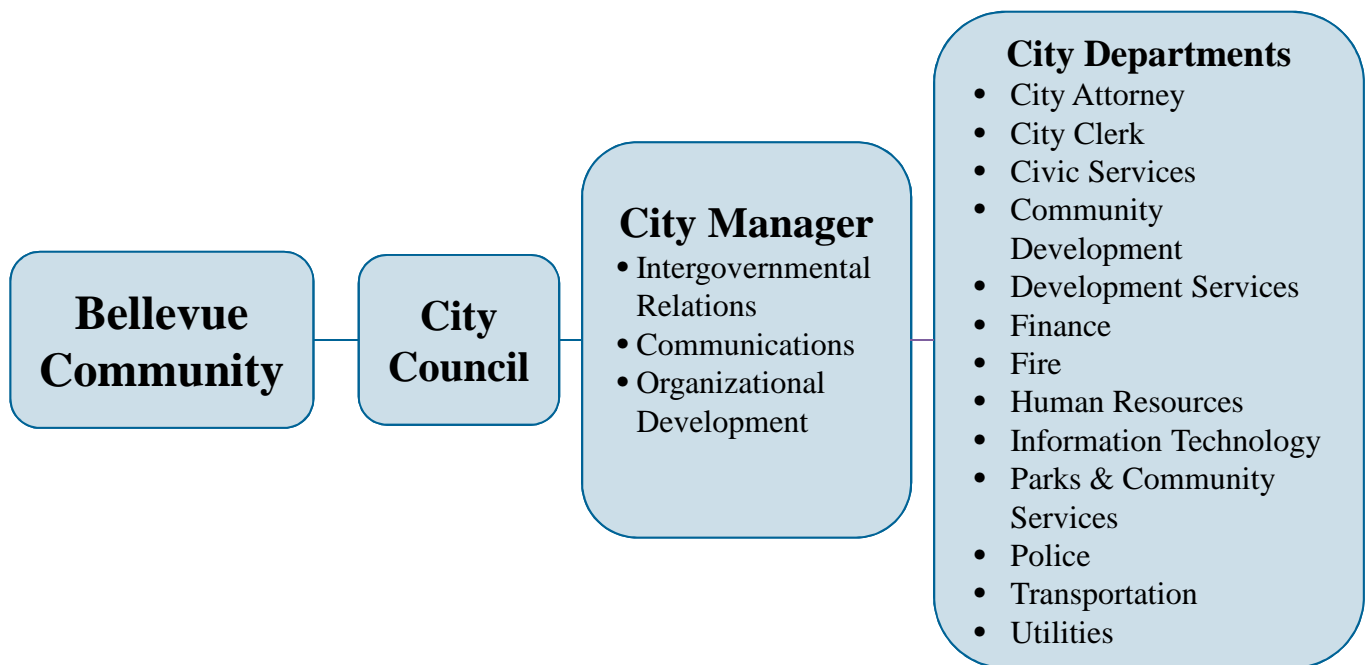 Bellevue
Community
City
Council
City Manager
• Intergovernmental
Relations
• Communications
• Organizational
Development
City Departments
• City Attorney
• City Clerk
• Civic Services
• Community
Development
• Development Services
• Finance
• Fire
• Human Resources
• Information Technology
• Parks & Community
Services
• Police
• Transportation
• Utilities